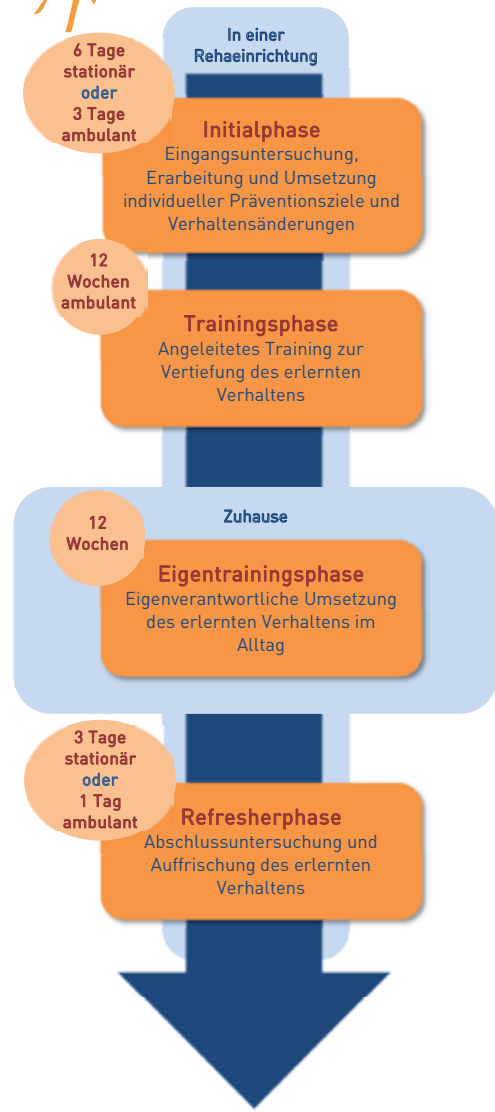 In einer
Rehaeinrichtung
6 Tage
stationär
oder
3 Tage
ambulant
Initialphase
Eingangsuntersuchung,
Erarbeitung und Umsetzung
individueller Präventionsziele und
Verhaltensänderungen
12
Wochen
ambulant
Trainingsphase
Angeleitetes Training zur
Vertiefung des erlernten
Verhaltens
Zuhause
12
Wochen
Eigentrainingsphase
Eigenverantwortliche Umsetzung
des erlernten Verhaltens im
Alltag
3 Tage
stationär
oder
1 Tag
ambulant
Refresherphase
Abschlussuntersuchung und
Auffrischung des erlernten
Verhaltens